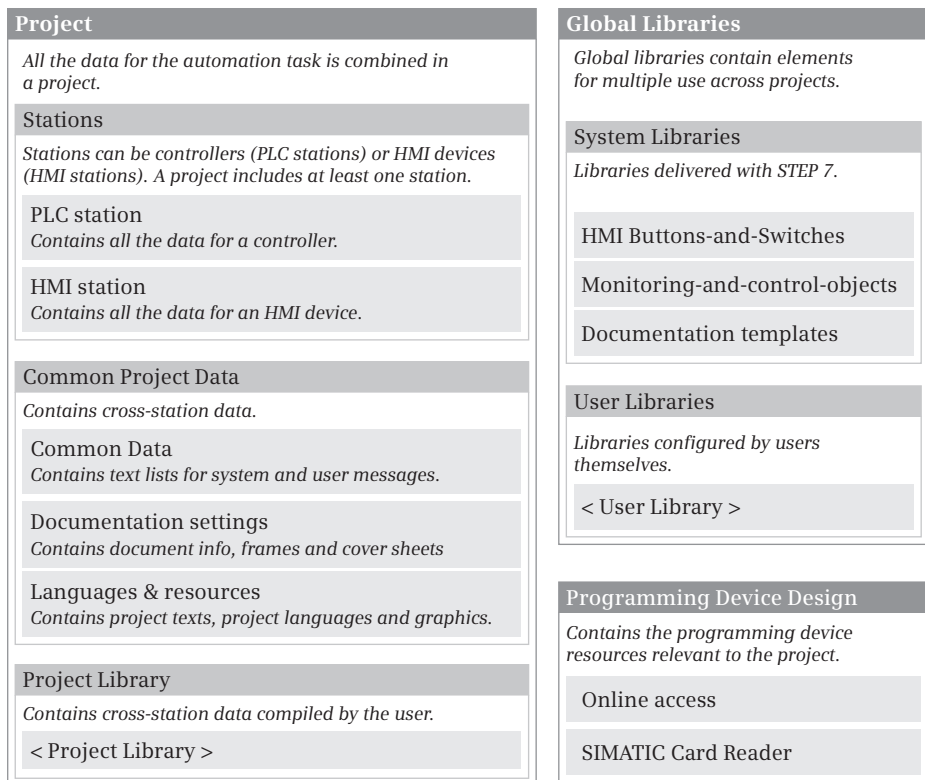 Project
All the data for the automation task is combined in
a project.
Stations
Stations can be controllers (PLC stations) or HMI devices
(HMI stations). A project includes at least one station.
PLC station
Contains all the data for a controller.
HMI station
Contains all the data for an HMI device.
Common Project Data
Contains cross-station data.
Common Data
Contains text lists for system and user messages.
Documentation settings
Contains document info, frames and cover sheets
Languages & resources
Contains project texts, project languages and graphics.
Project Library
Contains cross-station data compiled by the user.
< Project Library >
Global Libraries
Global libraries contain elements
for multiple use across projects.
System Libraries
Libraries delivered with STEP 7.
HMI Buttons-and-Switches
Monitoring-and-control-objects
Documentation templates
User Libraries
Libraries configured by users
themselves.
< User Library >
Programming Device Design
Contains the programming device
resources relevant to the project.
Online access
SIMATIC Card Reader